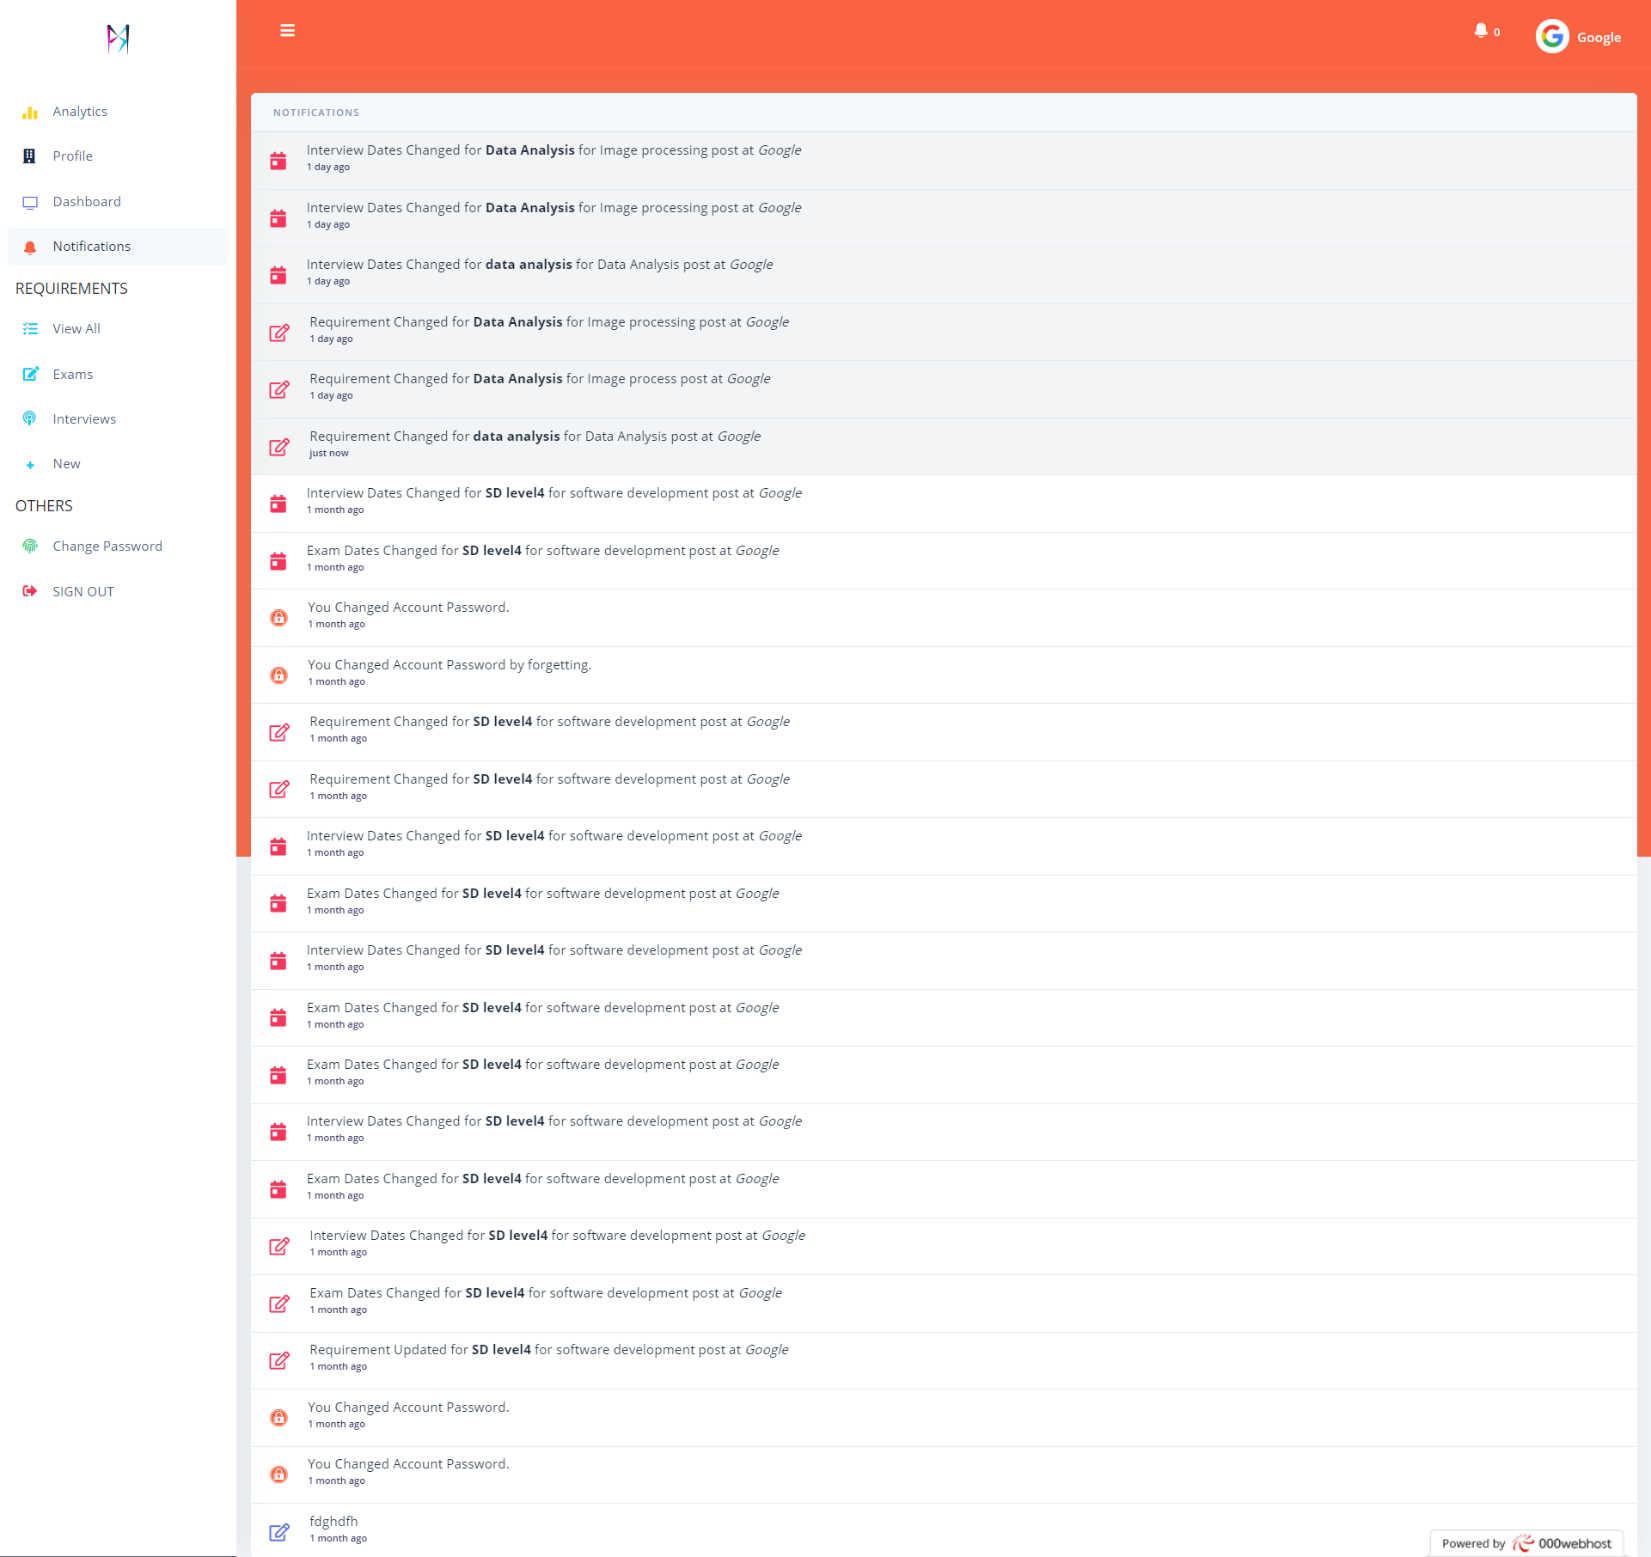 Analytics
Profile
Dashboard
Notifications
REQUIREMENTS
View All
Exams
Interviews
New
OTHERS
Change Password
SIGN OUT
0
Google
NOTIFICATIONS
Interview Dates Changed for Data Analysis for Image processing post at Google
1 day ago
Interview Dates Changed for Data Analysis for Image processing post at Google
1 day ago
Interview Dates Changed for data analysis for Data Analysis post at Google
1 day ago
Requirement Changed for Data Analysis for Image processing post at Google
1 day ago
Requirement Changed for Data Analysis for Image process post at Google
1 day ago
Requirement Changed for data analysis for Data Analysis post at Google
just now
Interview Dates Changed for SD level4 for software development post at Google
1 month ago
Exam Dates Changed for SD level4 for software development post at Google
1 month ago
You Changed Account Password.
1 month ago
You Changed Account Password by forgetting.
1 month ago
Requirement Changed for SD level4 for software development post at Google
1 month ago
Requirement Changed for SD level4 for software development post at Google
1 month ago
Interview Dates Changed for SD level4 for software development post at Google
1 month ago
Exam Dates Changed for SD level4 for software development post at Google
1 month ago
Interview Dates Changed for SD level4 for software development post at Google
1 month ago
Exam Dates Changed for SD level4 for software development post at Google
1 month ago
Exam Dates Changed for SD level4 for software development post at Google
1 month ago
Interview Dates Changed for SD level4 for software development post at Google
1 month ago
Exam Dates Changed for SD level4 for software development post at Google
1 month ago
Interview Dates Changed for SD level4 for software development post at Google
1 month ago
Exam Dates Changed for SD level4 for software development post at Google
1 month ago
Requirement Updated for SD level4 for software development post at Google
1 month ago
You Changed Account Password.
1 month ago
You Changed Account Password.
1 month ago
fdghdfh
1 month ago
Powered by 000webhost